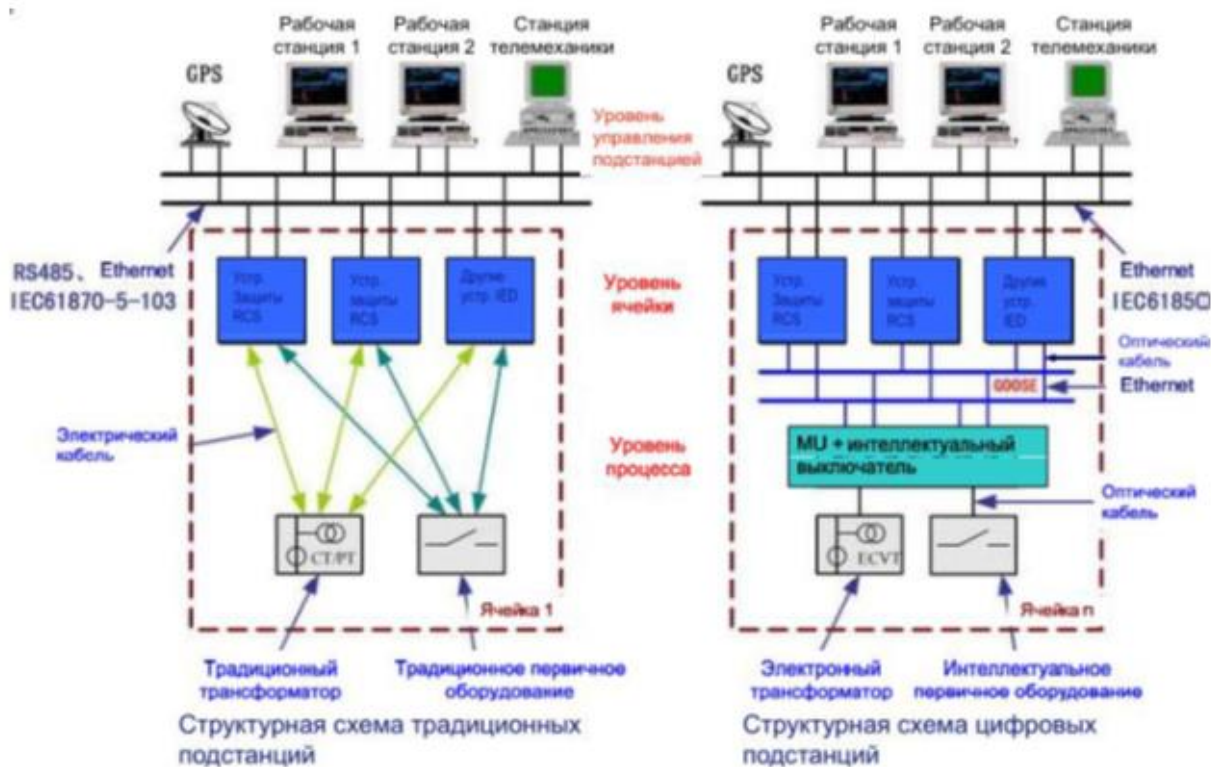 Рабочая
станция 1
Рабочая
станция 2
Станция
телемеханики
GPS
Уровень
управления
подстанцией
RS485. Ethernet
IEC61870-5-103
Устр.
Защиты
RCS
Устр.
защиты
RCS
Другие
устр. IED
Электрический
кабель
CT/PT
Ячейка 1
Традиционный
трансформатор
Традиционное первичное
оборудование
Структурная схема традиционных
подстанций
Уровень
ячейки
Уровень
процесса
Рабочая
станция 1
Рабочая
станция 2
Станция
телемеханики
GPS
Ethernet
IEC61850
Устр.
Защиты
RCS
Устр.
защиты
RCS
Другие
устр.
IED
Оптический
кабель
GOOSE
Ethernet
MU + интеллектуальный
выключатель
Оптический
кабель
ECVT
Ячейка n
Электронный
трансформатор
Интеллектуальное
первичное оборудование
Структурная схема цифровых
подстанций